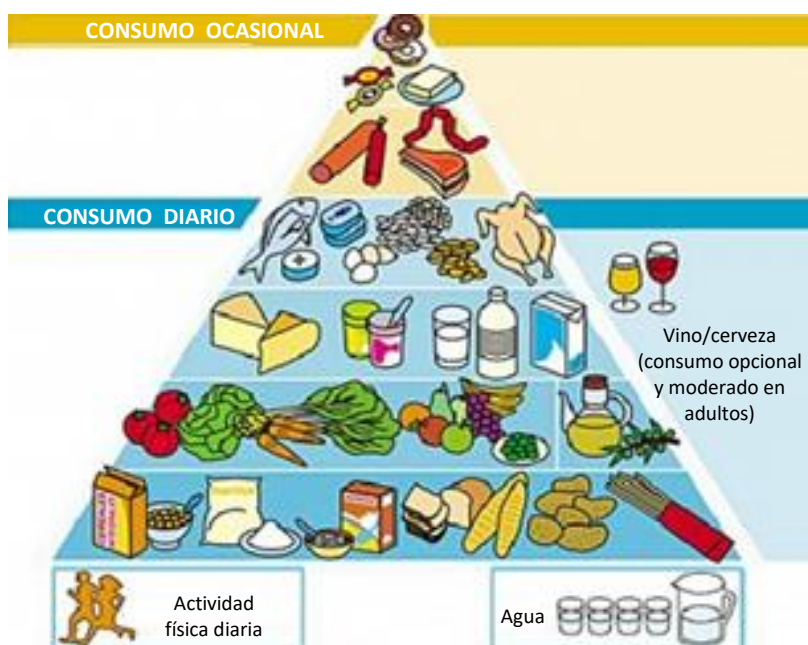 CONSUMO OCASIONAL
CONSUMO DIARIO
Vino/cerveza
(consumo opcional
y moderado en
adultos)
Actividad
física diaria
Agua